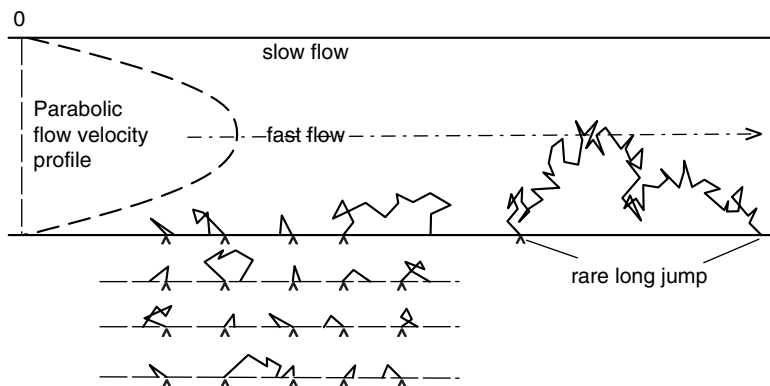 0
slow flow
Parabolic
flow velocity
profile
fast flow
rare long jump